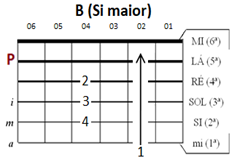 B (Si maior)
06 05 04 03 02 01
MI (6ª)
P LÁ (5ª)
2 RÉ (4ª)
i 3 SOL (3ª)
m 4 SI (2ª)
a mi (1ª)
1